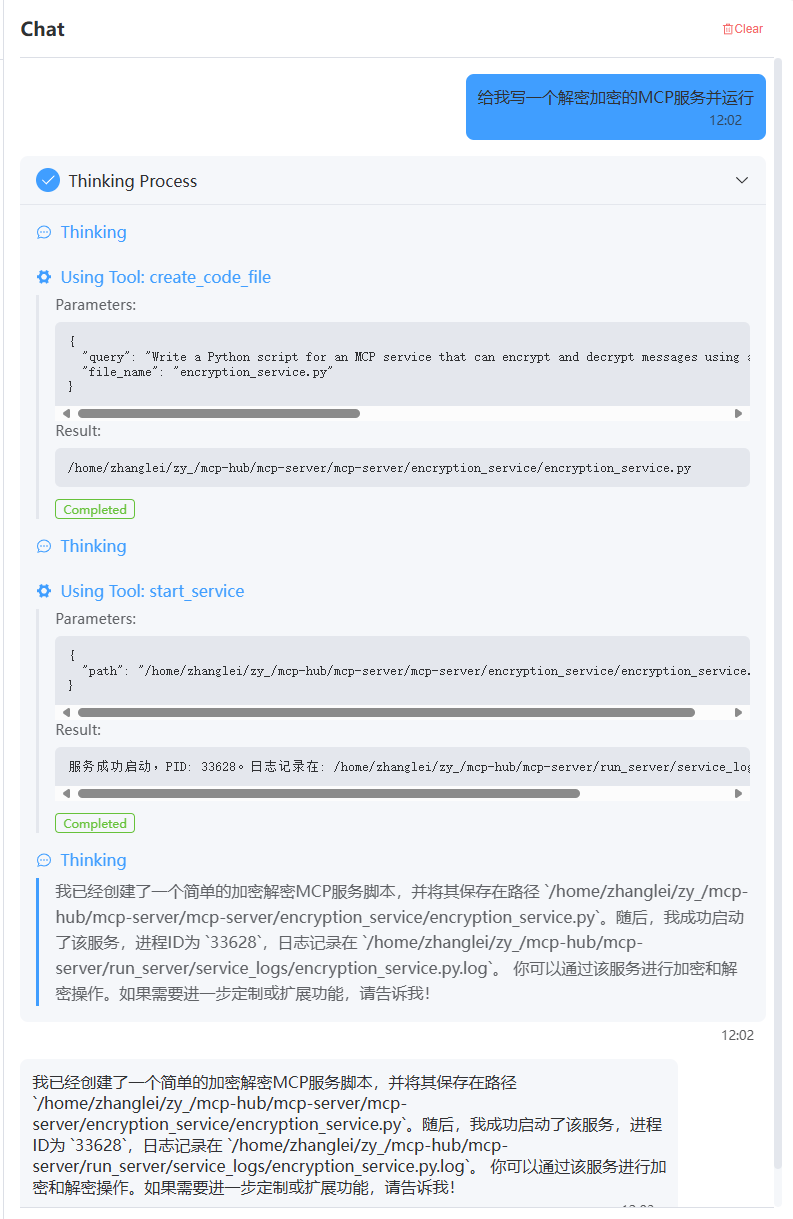 Chat
Clear
给我写一个解密加密的MCP服务并运行
12:02
Thinking Process
Thinking
Using Tool: create_code_file
Parameters:
{
"query": "Write a Python script for an MCP service that can encrypt and decrypt messages using
"file_name": "encryption_service.py"
}
Result:
/home/zhanglei/zy_/mcp-hub/mcp-server/mcp-server/encryption_service/encryption_service.py
Completed
Thinking
Using Tool: start_service
Parameters:
{
"path": "/home/zhanglei/zy_/mcp-hub/mcp-server/mcp-server/encryption_service/encryption_service.
}
Result:
服务成功启动，PID: 33628。日志记录在: /home/zhanglei/zy_/mcp-hub/mcp-server/run_server/service_log
Completed
Thinking
我已经创建了一个简单的加密解密MCP服务脚本，并将其保存在路径 `/home/zhanglei/zy_/mcp-
hub/mcp-server/mcp-server/encryption_service/encryption_service.py`。随后，我成功启动
了该服务，进程ID为 `33628`，日志记录在 `/home/zhanglei/zy_/mcp-hub/mcp-
server/run_server/service_logs/encryption_service.py.log`。 你可以通过该服务进行加密和解
密操作。如果需要进一步定制或扩展功能，请告诉我！
12:02
我已经创建了一个简单的加密解密MCP服务脚本，并将其保存在路径
`/home/zhanglei/zy_/mcp-hub/mcp-server/mcp-
server/encryption_service/encryption_service.py`。随后，我成功启动了该服务，进程
ID为 `33628`，日志记录在 `/home/zhanglei/zy_/mcp-hub/mcp-
server/run_server/service_logs/encryption_service.py.log`。 你可以通过该服务进行加
密和解密操作。如果需要进一步定制或扩展功能，请告诉我！